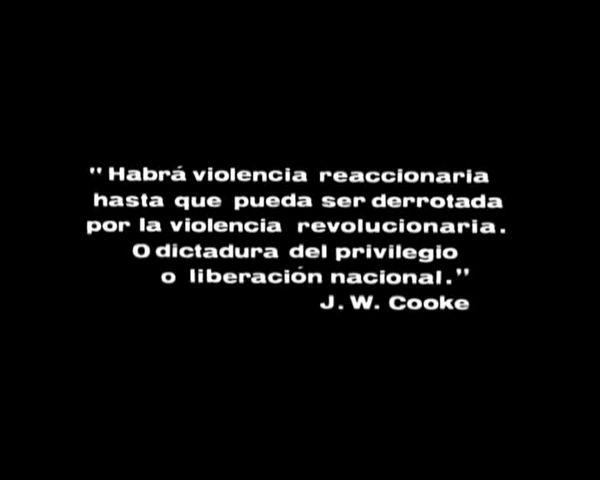 "Habrá violencia reaccionaria
hasta que pueda ser derrotada
por la violencia revolucionaria.
O dictadura del privilegio
o liberación nacional."
J. W. Cooke